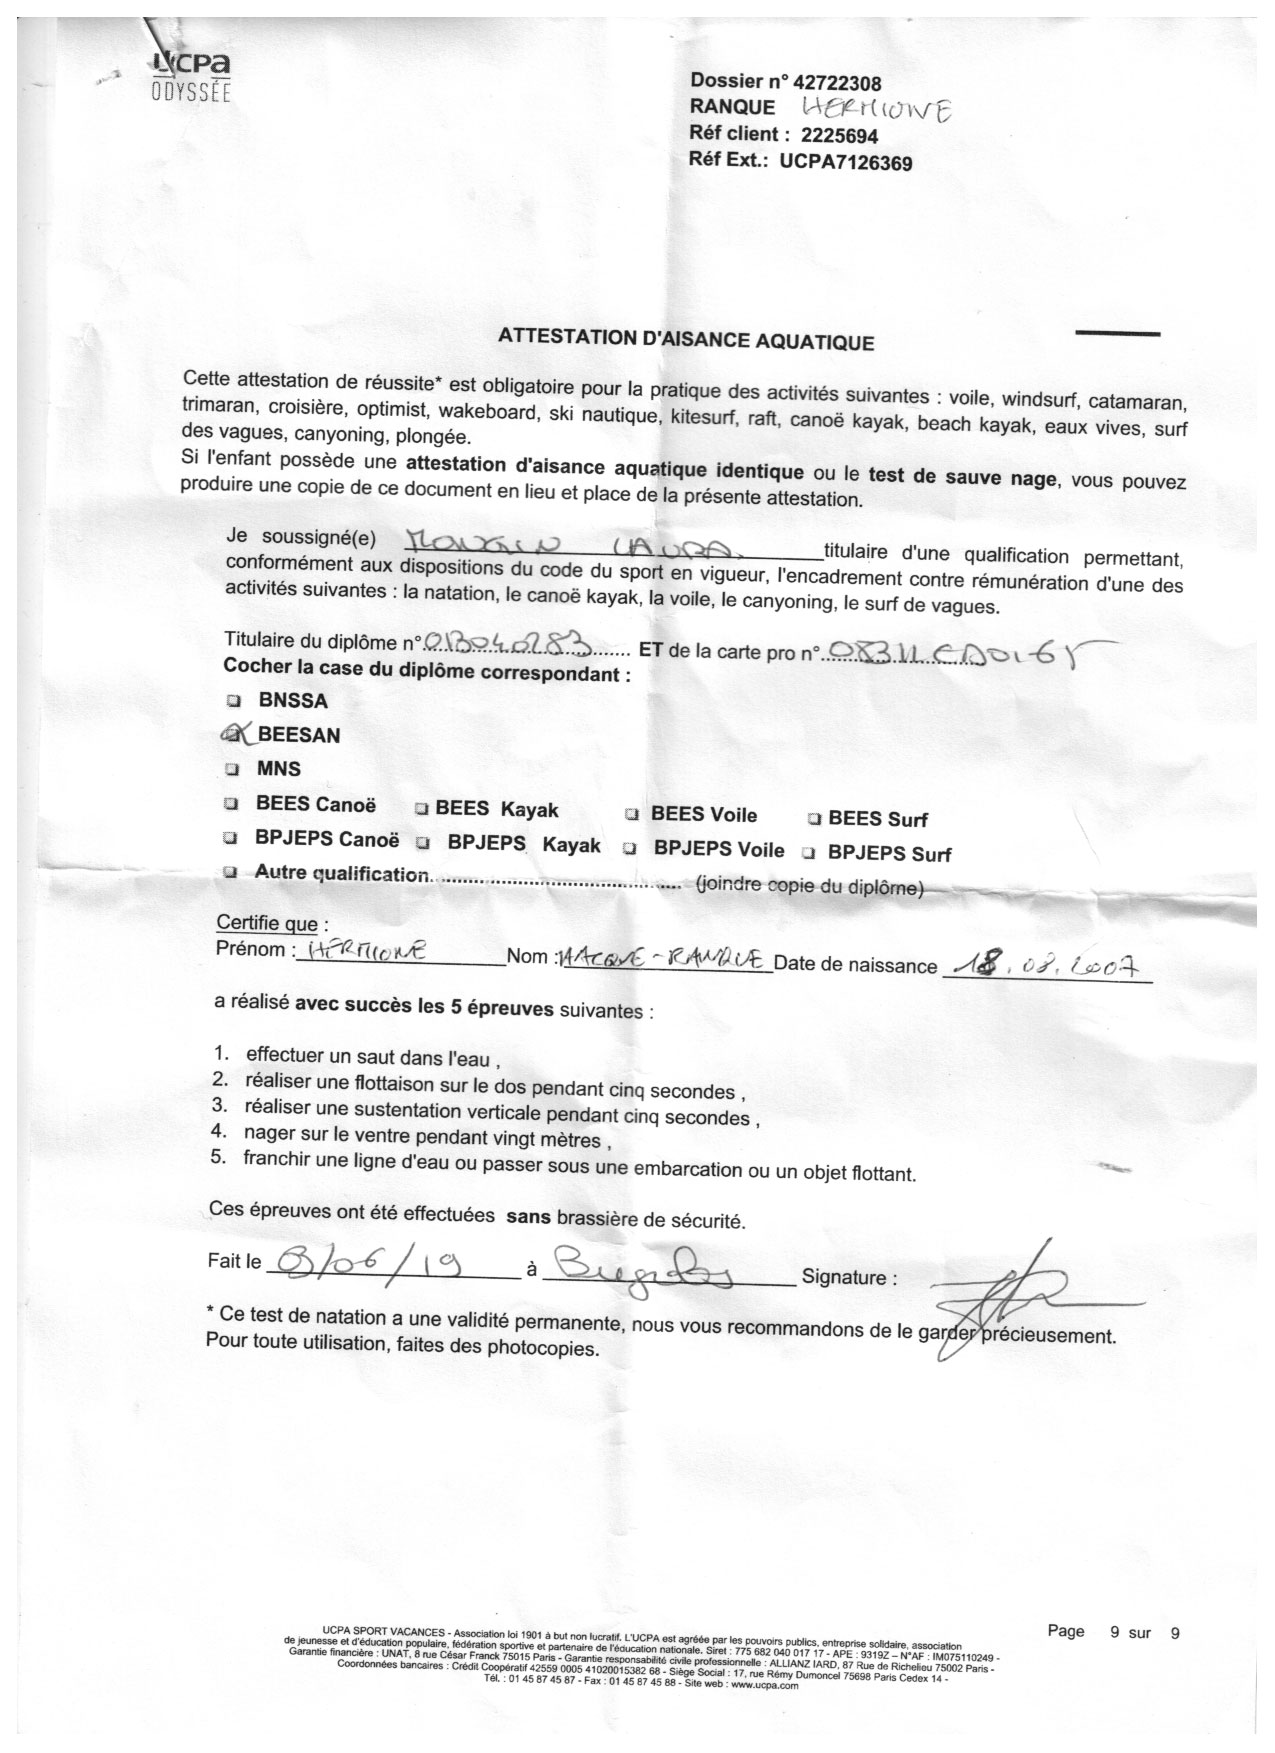 ucpa
ODYSSÉE
Dossier n° 42722308
RANQUE HERMIONE
Réf client : 2225694
Réf Ext.: UCPA7126369
ATTESTATION D'AISANCE AQUATIQUE
Cette attestation de réussite* est obligatoire pour la pratique des activités suivantes : voile, windsurf, catamaran,
trimaran, croisière, optimist, wakeboard, ski nautique, kitesurf, raft, canoë kayak, beach kayak, eaux vives, surf
des vagues, canyoning, plongée.
Si l'enfant possède une attestation d'aisance aquatique identique ou le test de sauve nage, vous pouvez
produire une copie de ce document en lieu et place de la présente attestation.
Je soussigné(e) LAURA titulaire d'une qualification permettant,
conformément aux dispositions du code du sport en vigueur, l'encadrement contre rémunération d'une des
activités suivantes : la natation, le canoë kayak, la voile, le canyoning, le surf de vagues.
Titulaire du diplôme n° 013040283 ET de la carte pro n°
Cocher la case du diplôme correspondant :
BNSSA
BEESAN
MNS
BEES Canoë BEES Kayak BEES Voile BEES Surf
BPJEPS Canoë BPJEPS Kayak BPJEPS Voile BPJEPS Surf
Autre qualification.................................................. (joindre copie du diplôme)
Certifie que :
Prénom : HERMIONE Nom : MACQUE-RANQUE Date de naissance 18.08.2007
a réalisé avec succès les 5 épreuves suivantes :
1. effectuer un saut dans l'eau ,
2. réaliser une flottaison sur le dos pendant cinq secondes ,
3. réaliser une sustentation verticale pendant cinq secondes ,
4. nager sur le ventre pendant vingt mètres ,
5. franchir une ligne d'eau ou passer sous une embarcation ou un objet flottant.
Ces épreuves ont été effectuées sans brassière de sécurité.
Fait le 03/06/19 à Signature :
* Ce test de natation a une validité permanente, nous vous recommandons de le garder précieusement.
Pour toute utilisation, faites des photocopies.
UCPA SPORT VACANCES - Association loi 1901 à but non lucratif. L'UCPA est agréée par les pouvoirs publics, entreprise solidaire, association
de jeunesse et d'éducation populaire, fédération sportive et partenaire de l'éducation nationale. Siret : 775 682 040 017 17 - APE : 9319Z – N°AF : IM075110249 -
Garantie financière : UNAT, 8 rue César Franck 75015 Paris - Garantie responsabilité civile professionnelle : ALLIANZ IARD, 87 Rue de Richelieu 75002 Paris -
Coordonnées bancaires : Crédit Coopératif 42559 0005 41020015382 68 - Siège Social : 17, rue Rémy Dumoncel 75698 Paris Cedex 14 -
Tél. : 01 45 87 45 87 - Fax : 01 45 87 45 88 - Site web : www.ucpa.com
Page 9 sur 9